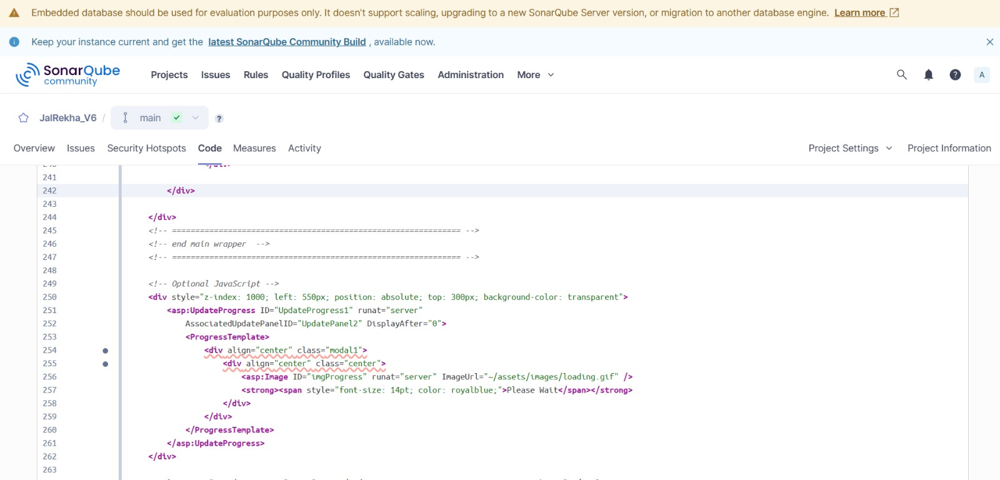 Embedded database should be used for evaluation purposes only. It doesn't support scaling, upgrading to a new SonarQube Server version, or migration to another database engine. Learn more
Keep your instance current and get the latest SonarQube Community Build , available now.
SonarQube community Projects Issues Rules Quality Profiles Quality Gates Administration More A
JalRekha_V6 / main ?
Overview Issues Security Hotspots Code Measures Activity Project Settings Project Information
240 </div>
241
242 </div>
243
244 </div>
245 <!-- ============================================================== -->
246 <!-- end main wrapper  -->
247 <!-- ============================================================== -->
248
249 <!-- Optional JavaScript -->
250 <div style="z-index: 1000; left: 550px; position: absolute; top: 300px; background-color: transparent">
251 <asp:UpdateProgress ID="UpdateProgress1" runat="server"
252 AssociatedUpdatePanelID="UpdatePanel2" DisplayAfter="0">
253 <ProgressTemplate>
254 <div align="center" class="modal1">
255 <div align="center" class="center">
256 <asp:Image ID="imgProgress" runat="server" ImageUrl="~/assets/images/loading.gif" />
257 <strong><span style="font-size: 14pt; color: royalblue;">Please Wait</span></strong>
258 </div>
259 </div>
260 </ProgressTemplate>
261 </asp:UpdateProgress>
262 </div>
263